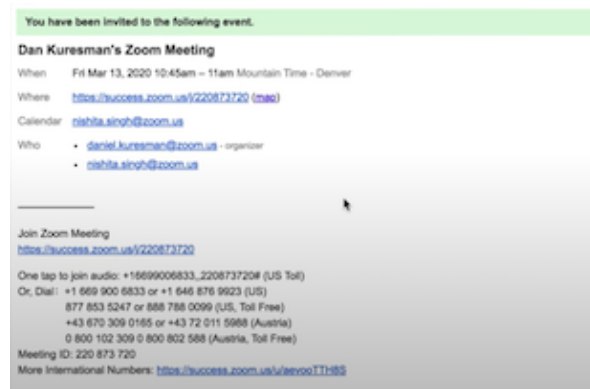 You have been invited to the following event.
Dan Kuresman's Zoom Meeting
When Fri Mar 13, 2020 10:45am – 11am Mountain Time - Denver
Where https://success.zoom.us/j/220873720 (map)
Calendar nishita.singh@zoom.us
Who • daniel.kuresman@zoom.us - organizer
• nishita.singh@zoom.us
Join Zoom Meeting
https://success.zoom.us/j/220873720
One tap to join audio: +16699006833,,220873720# (US Toll)
Or, Dial: +1 669 900 6833 or +1 646 876 9923 (US)
877 853 5247 or 888 788 0099 (US, Toll Free)
+43 670 309 0165 or +43 72 011 5988 (Austria)
0 800 102 309 0 800 802 588 (Austria, Toll Free)
Meeting ID: 220 873 720
More International Numbers: https://success.zoom.us/u/aevooTTH8S